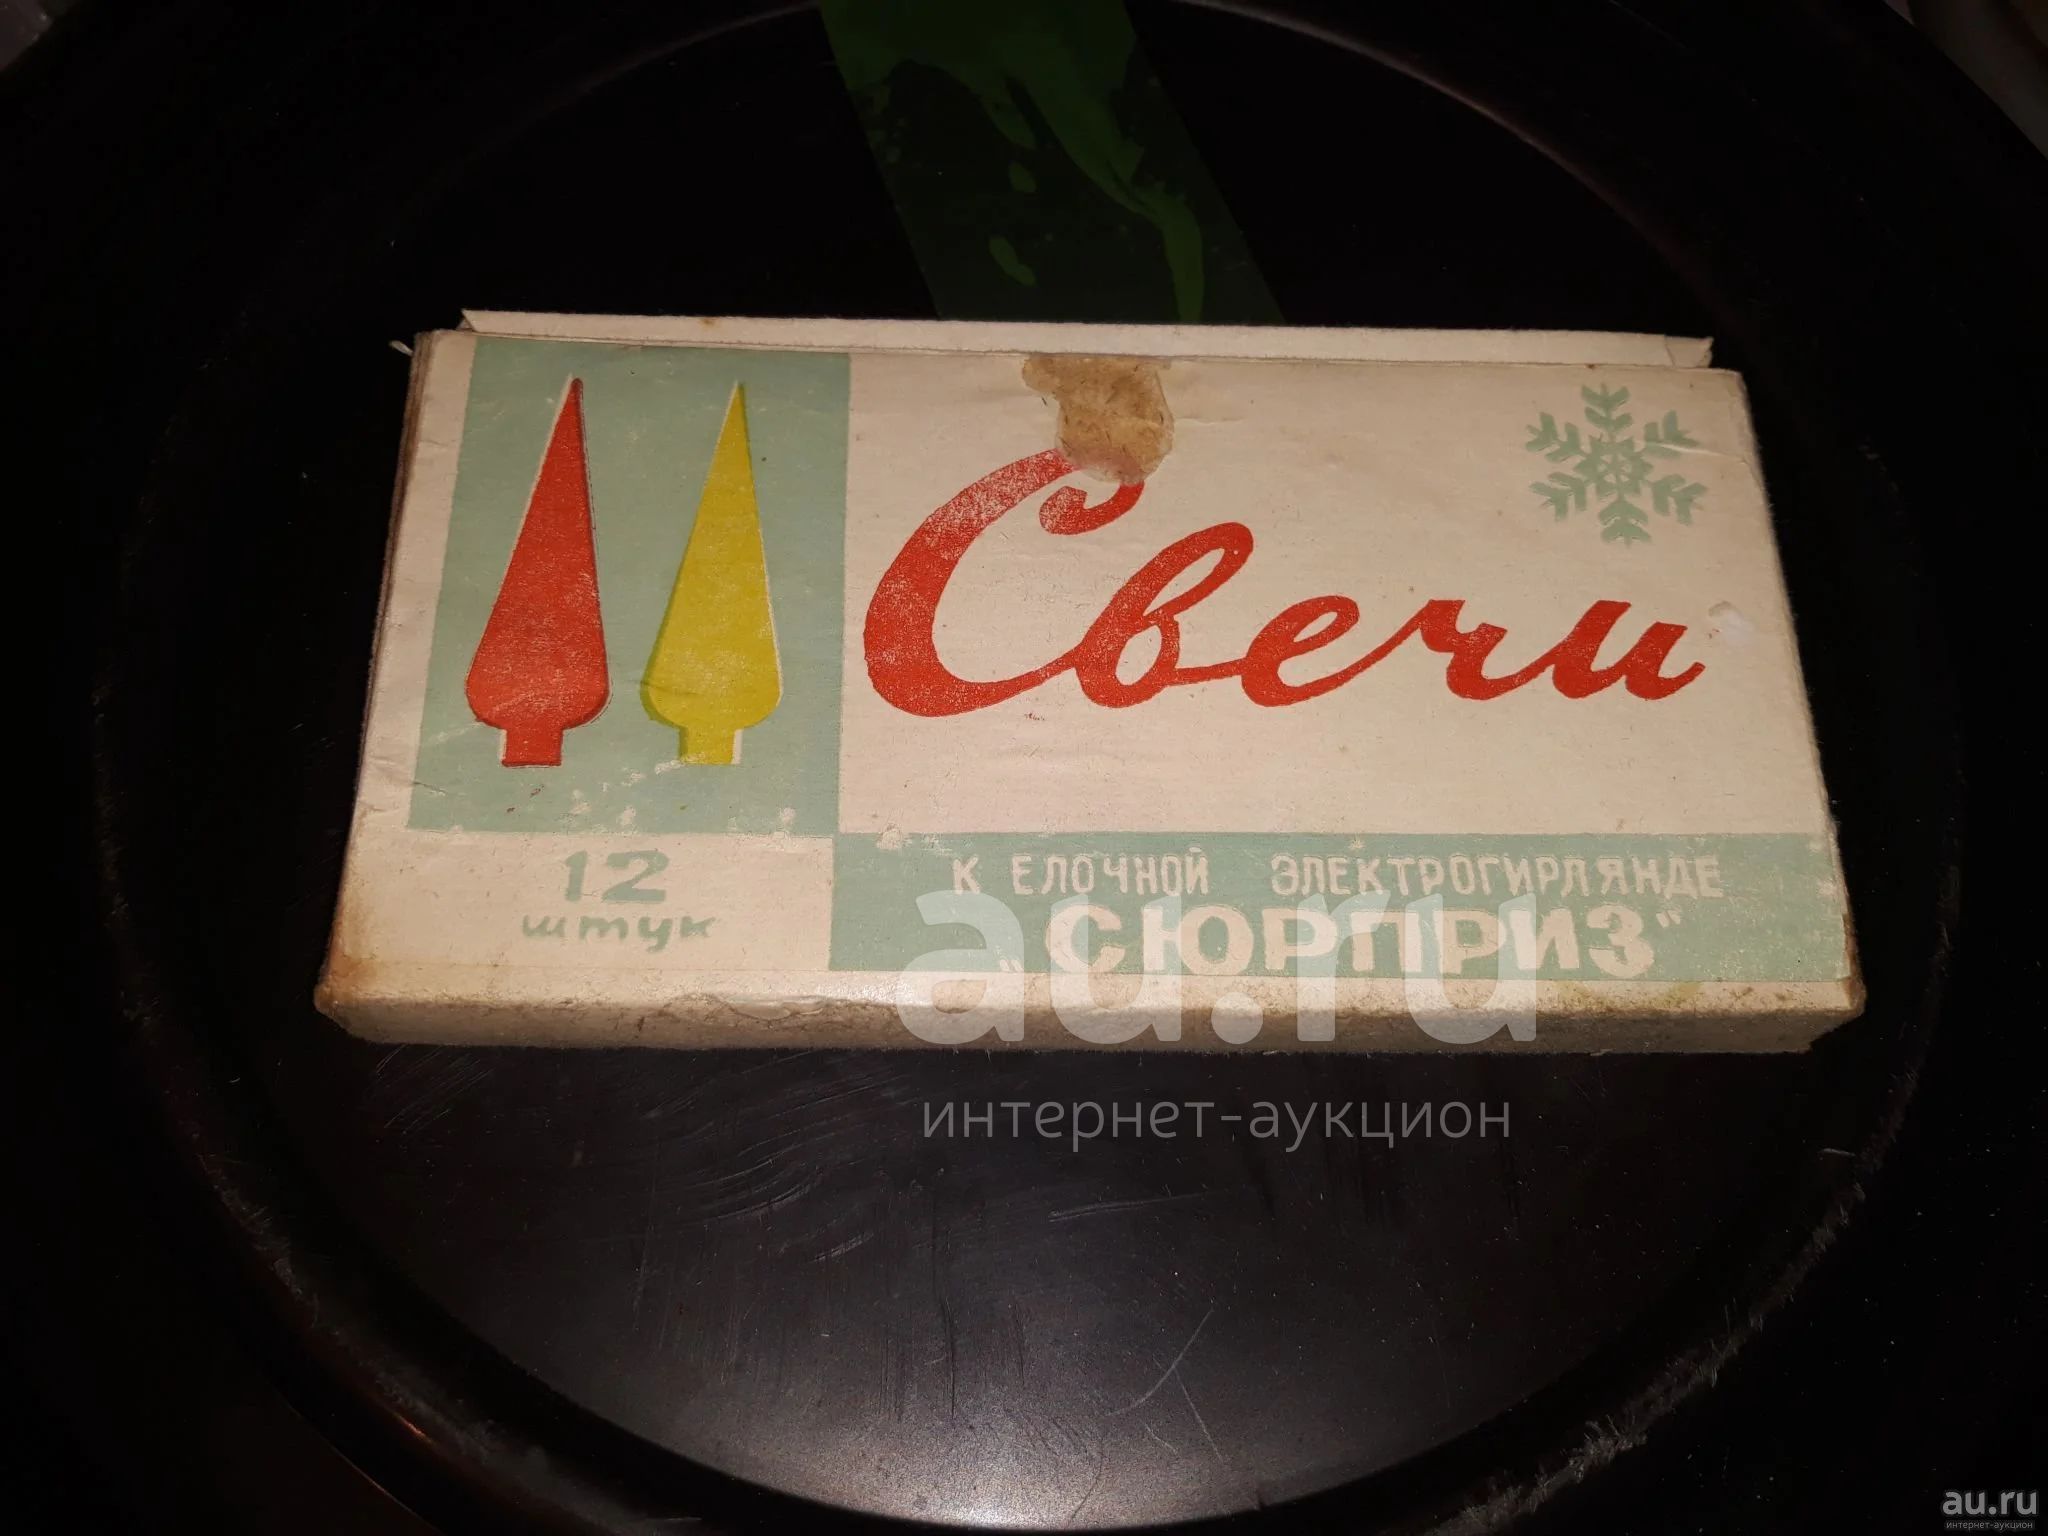 Свечи
12
штук
К ЕЛОЧНОЙ ЭЛЕКТРОГИРЛЯНДЕ
„СЮРПРИЗ"
au.ru
интернет-аукцион
au.ru
интернет-аукцион